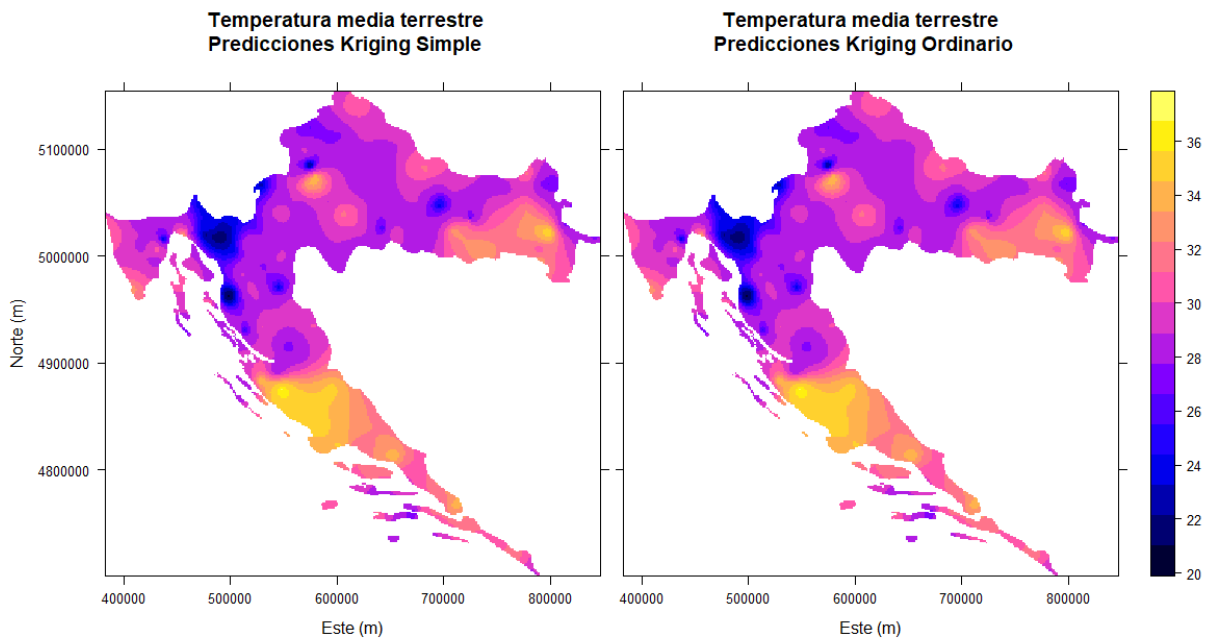 Temperatura media terrestre
Predicciones Kriging Simple
Temperatura media terrestre
Predicciones Kriging Ordinario
5100000
5000000
4900000
4800000
Norte (m)
400000 500000 600000 700000 800000
400000 500000 600000 700000 800000
Este (m)
Este (m)
36
34
32
30
28
26
24
22
20